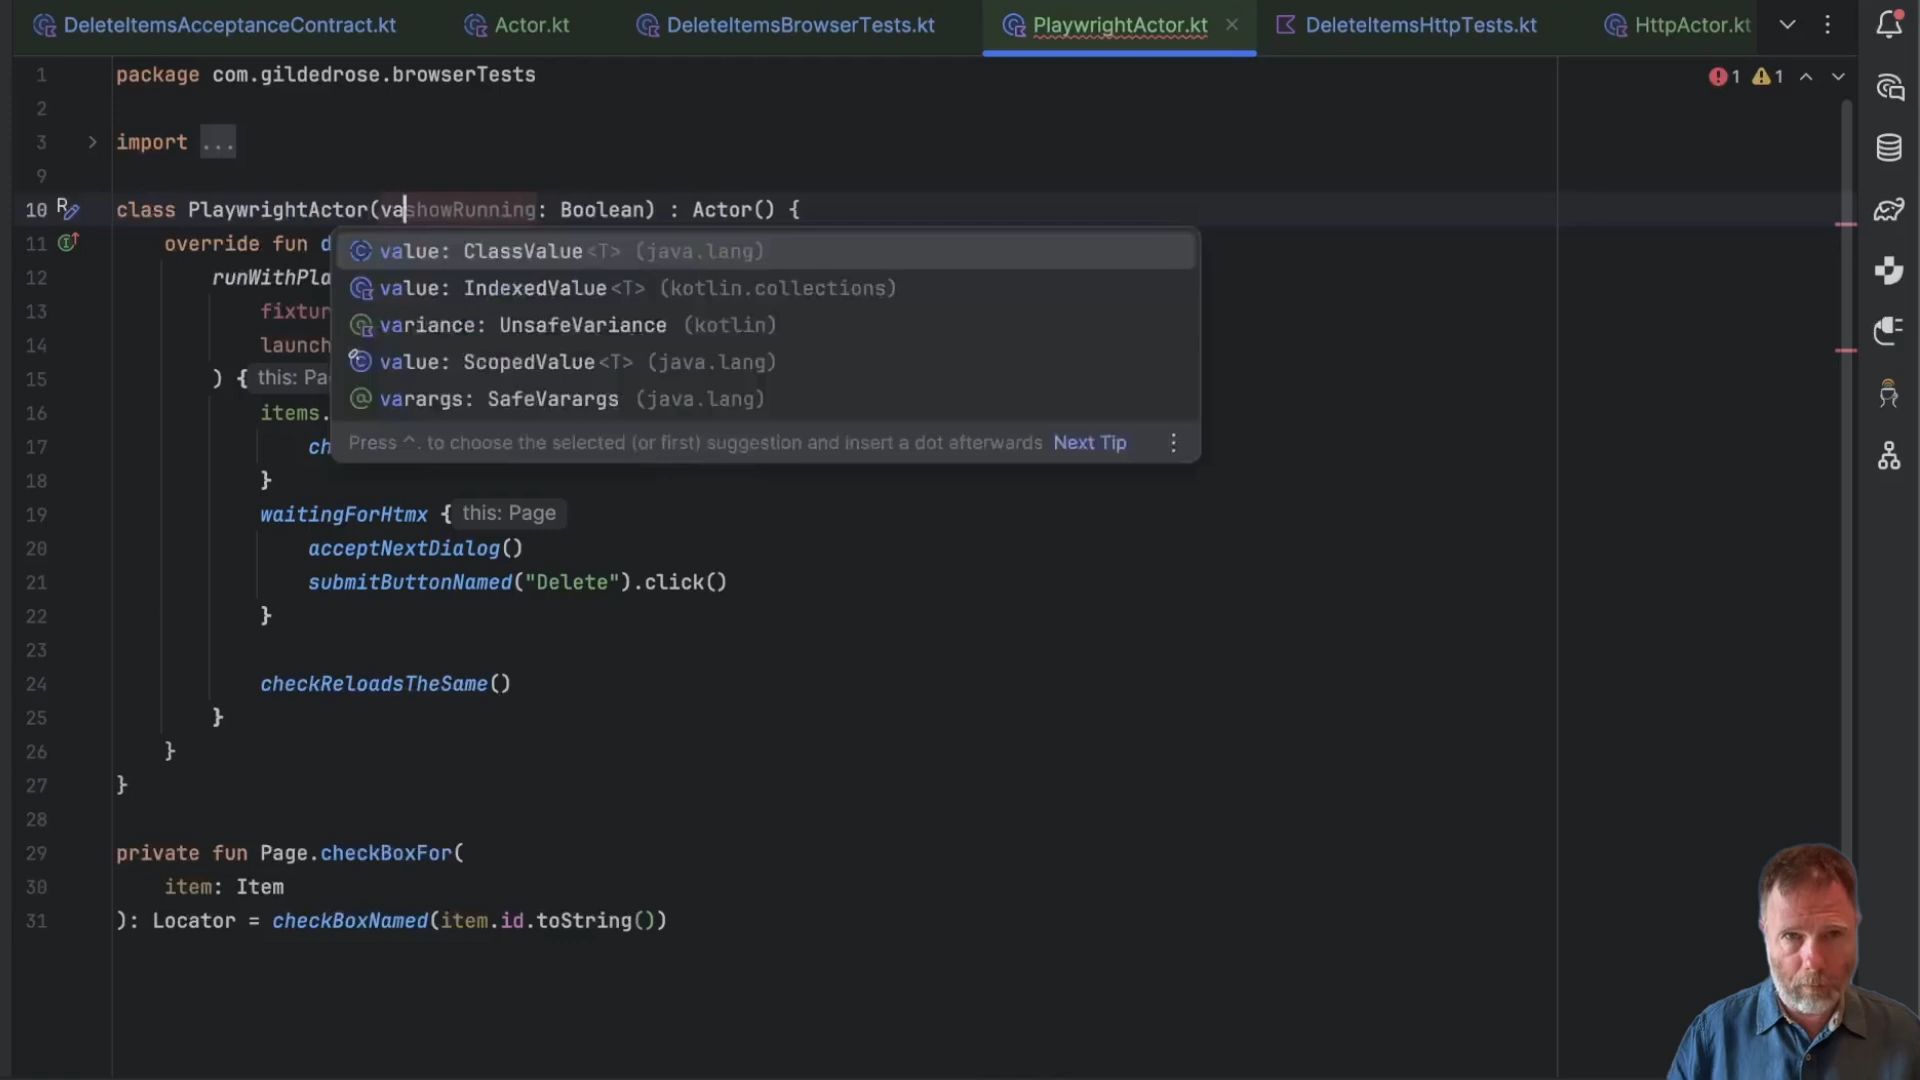 DeleteItemsAcceptanceContract.kt Actor.kt DeleteItemsBrowserTests.kt PlaywrightActor.kt DeleteItemsHttpTests.kt HttpActor.kt
1 package com.gildedrose.browserTests 1 1
2
3 import ...
9
10 class PlaywrightActor(vashowRunning: Boolean) : Actor() {
11 override fun d
value: ClassValue<T> (java.lang)
12 runWithPla
value: IndexedValue<T> (kotlin.collections)
13 fixtur
variance: UnsafeVariance (kotlin)
14 launch
value: ScopedValue<T> (java.lang)
15 ) { this: Pa
varargs: SafeVarargs (java.lang)
16 items.
17 ch
Press ^. to choose the selected (or first) suggestion and insert a dot afterwards Next Tip
18 }
19 waitingForHtmx { this: Page
20 acceptNextDialog()
21 submitButtonNamed("Delete").click()
22 }
23
24 checkReloadsTheSame()
25 }
26 }
27 }
28
29 private fun Page.checkBoxFor(
30 item: Item
31 ): Locator = checkBoxNamed(item.id.toString())